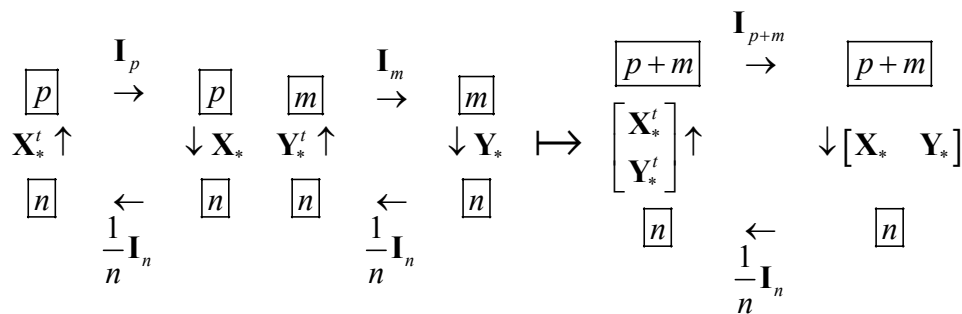 I_p I_m I_{p+m}
p → p m → m p + m → p + m
X_*^t ↑ ↓ X_* Y_*^t ↑ ↓ Y_* ↦ [X_*^t Y_*^t] ↑ ↓ [X_* Y_*]
n ← n n ← n n ← n
1/n I_n 1/n I_n 1/n I_n